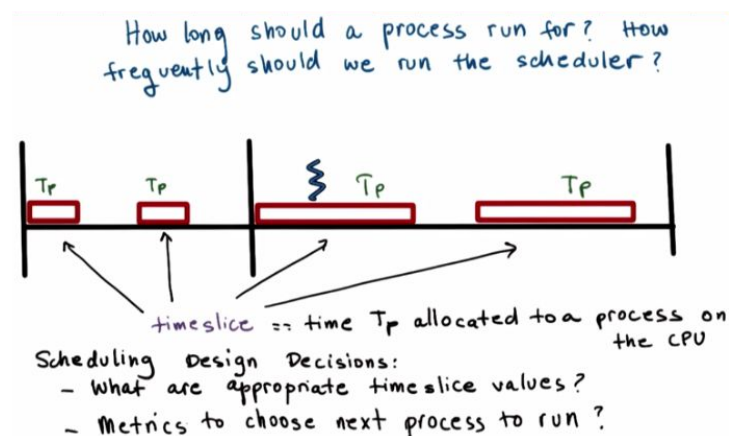 How long should a process run for? How
frequently should we run the scheduler?
Tp Tp Tp Tp
timeslice == time Tp allocated to a process on
the CPU
Scheduling Design Decisions:
- What are appropriate timeslice values?
- Metrics to choose next process to run?